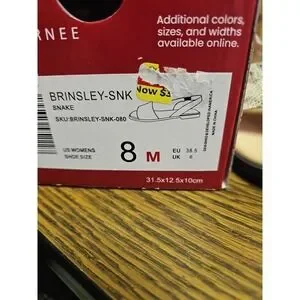 RNEE
Additional colors,
sizes, and widths
available online.
BRINSLEY-SNK
Now $3
SNAKE
SKU:BRINSLEY-SNK-080
US WOMENS
SHOE SIZE
8 M
EU 38.5
UK 6
31.5x12.5x10cm